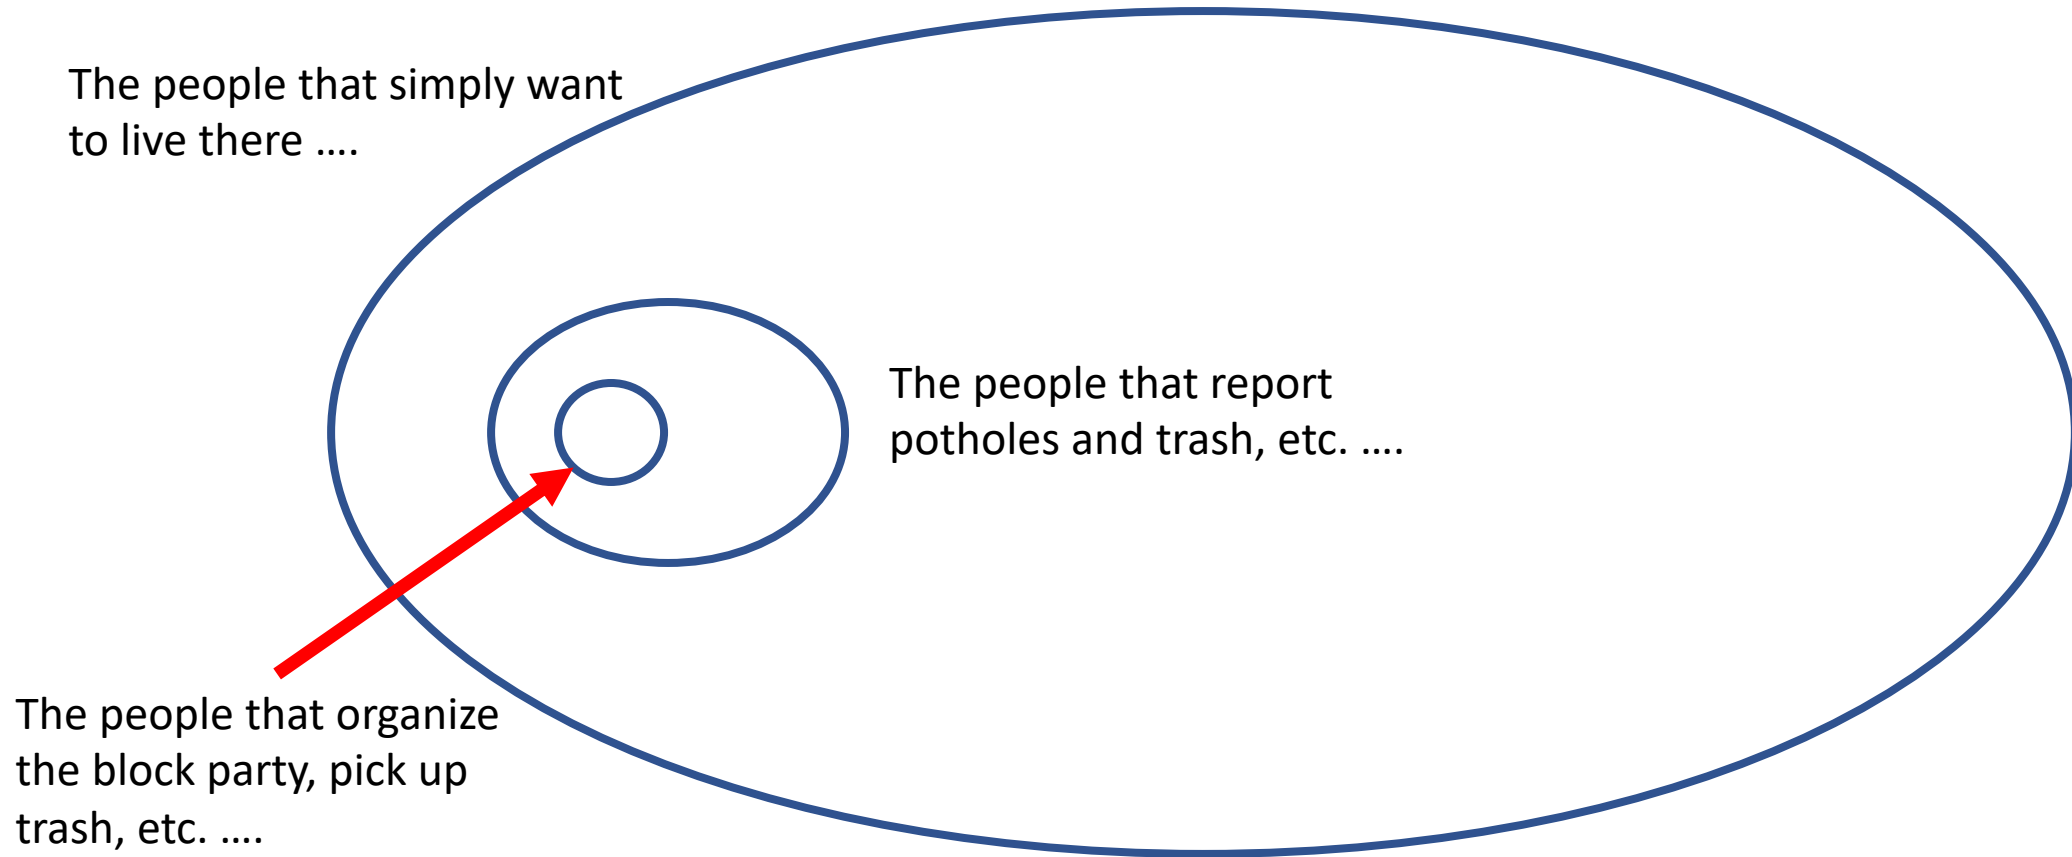 The people that simply want
to live there ....
The people that report
potholes and trash, etc. ....
The people that organize
the block party, pick up
trash, etc. ....